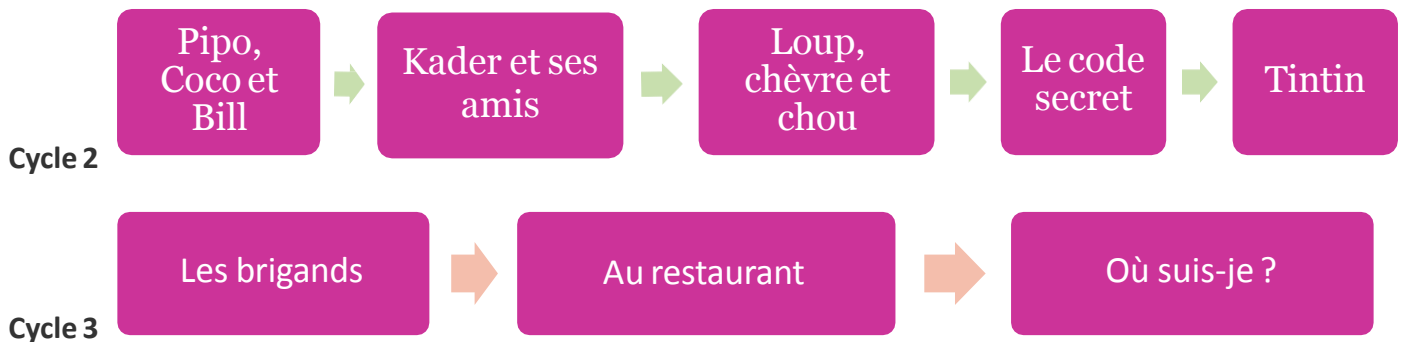 Pipo,
Coco et
Bill
Kader et ses
amis
Loup,
chèvre et
chou
Le code
secret
Tintin
Cycle 2
Les brigands
Au restaurant
Où suis-je ?
Cycle 3